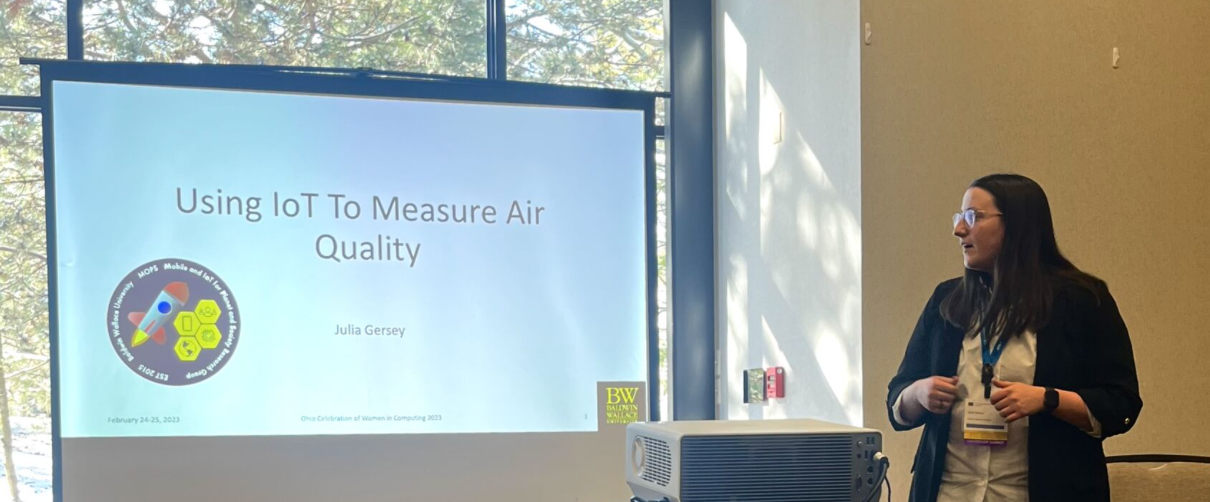 Using IoT To Measure Air
Quality
Baldwin Wallace University MOPS Mobile and IoT for Planet and Society Research Group
EST 2015
Julia Gersey
February 24-25, 2023
Ohio Celebration of Women in Computing 2023
BW
BALDWIN
WALLACE
UNIVERSITY